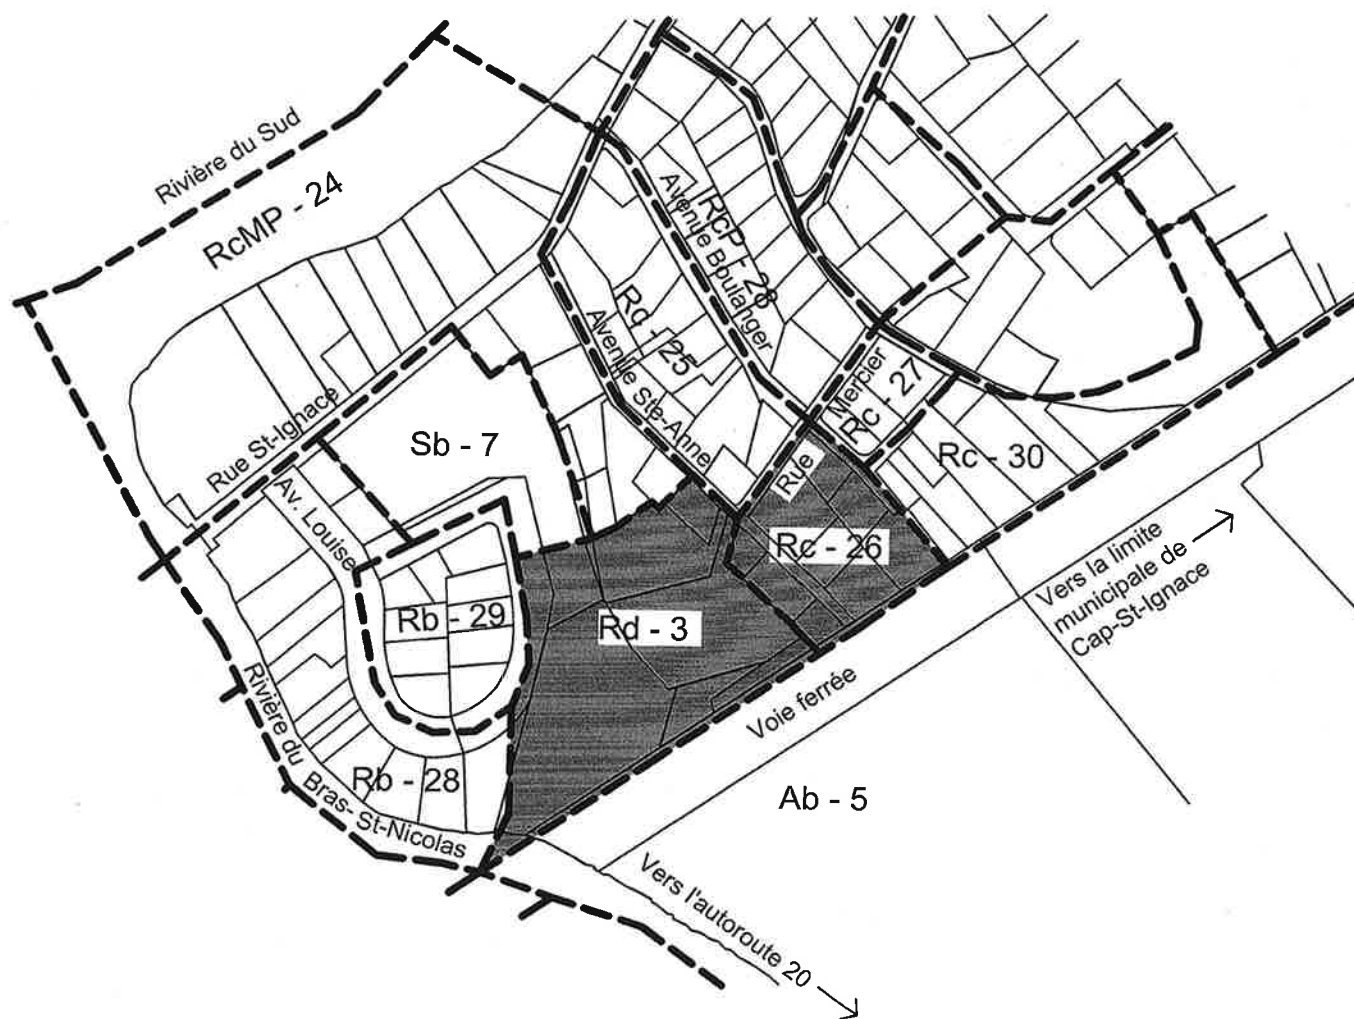 Rivière du Sud
RcMP - 24
Avenue Boulanger
RcP - 28
Rc - 25
Avenue Ste-Anne
Rue St-Ignace
Sb - 7
Av. Louise
Rue Mercier
Rc - 27
Rc - 30
Rc - 26
Rb - 29
Rd - 3
Vers la limite
municipale de
Cap-St-Ignace
Voie ferrée
Rb - 28
Ab - 5
Rivière du Bras- St-Nicolas
Vers l'autoroute 20